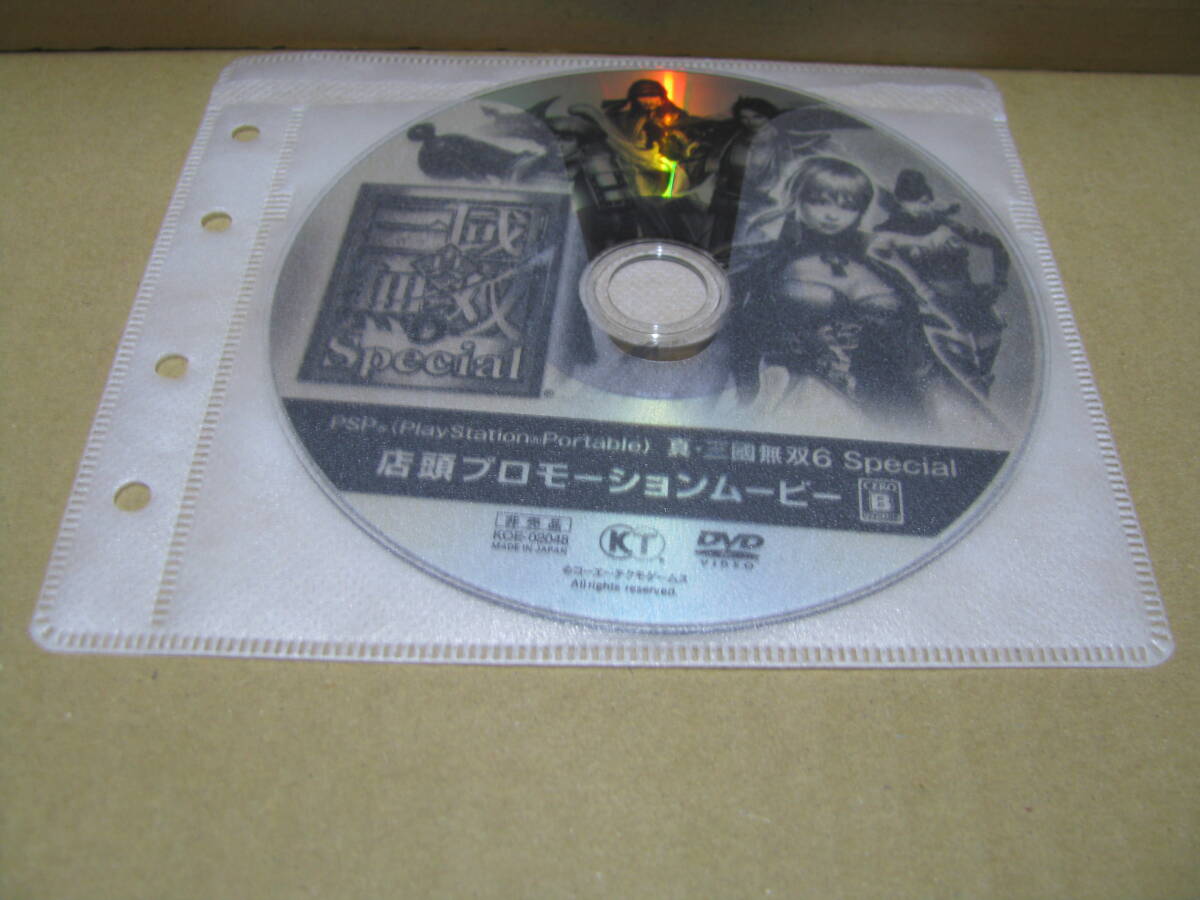 三國
無双
Special
PSP®(PlayStation®Portable) 真・三國無双6 Special
店頭プロモーションムービー
CERO
B
非売品
KOE-02048
MADE IN JAPAN
KT
DVD
VIDEO
©コーエーテクモゲームス
All rights reserved.